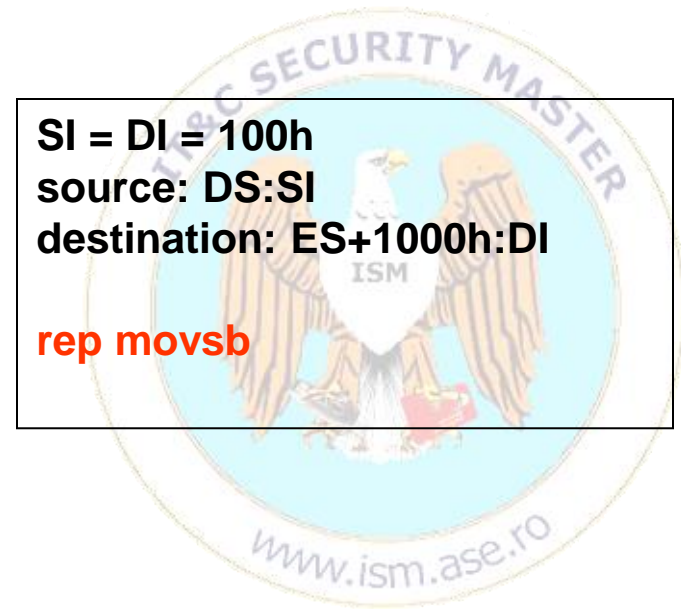 IT&C SECURITY MASTER
SI = DI = 100h
source: DS:SI
destination: ES+1000h:DI
ISM
rep movsb
www.ism.ase.ro